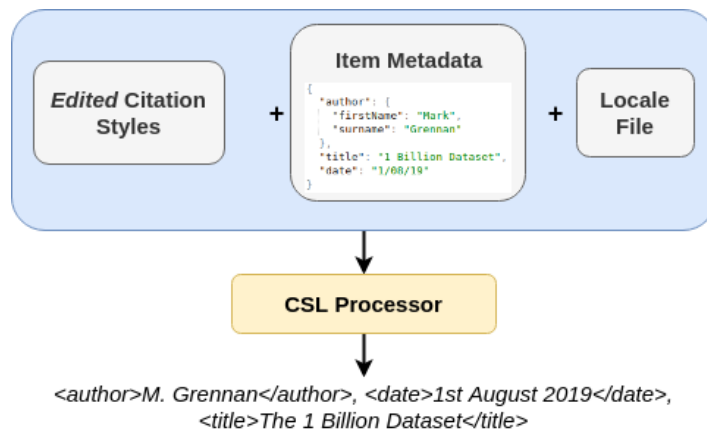 Edited Citation
Styles
+
Item Metadata
{
"author": {
"firstName": "Mark",
"surname": "Grennan"
},
"title": "1 Billion Dataset",
"date": "1/08/19"
}
+
Locale
File
CSL Processor
<author>M. Grennan</author>, <date>1st August 2019</date>,
<title>The 1 Billion Dataset</title>